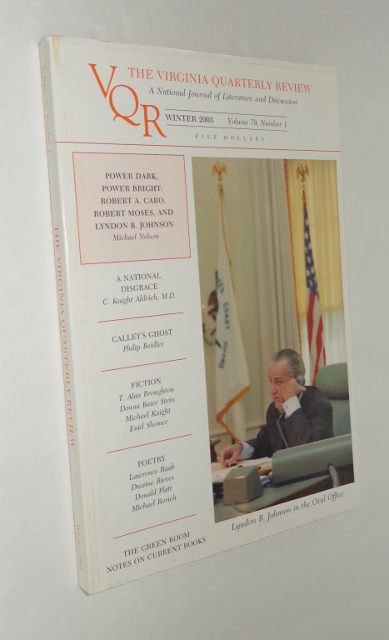 VQR
THE VIRGINIA QUARTERLY REVIEW
A National Journal of Literature and Discussion
WINTER 2003 Volume 79, Number 1
FIVE DOLLARS
POWER DARK,
POWER BRIGHT:
ROBERT A. CARO,
ROBERT MOSES, AND
LYNDON B. JOHNSON
Michael Nelson
A NATIONAL
DISGRACE
C. Knight Aldrich, M.D.
CALLEY'S GHOST
Philip Beidler
FICTION
T. Alan Broughton
Donna Baier Stein
Michael Knight
Enid Shomer
POETRY
Lawrence Raab
Dwaine Rieves
Donald Platt
Michael Borich
THE GREEN ROOM
NOTES ON CURRENT BOOKS
Lyndon B. Johnson in the Oval Office
THE VIRGINIA QUARTERLY REVIEW